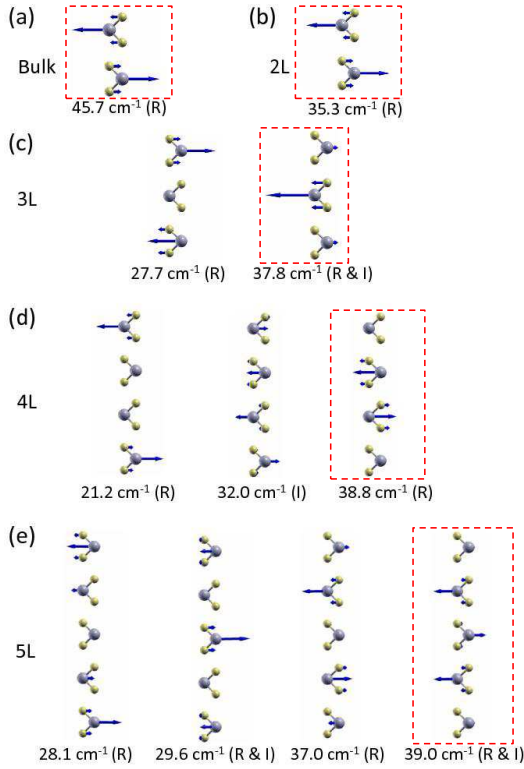 (a)
(b)
Bulk
2L
45.7 cm⁻¹ (R)
35.3 cm⁻¹ (R)
(c)
3L
27.7 cm⁻¹ (R)
37.8 cm⁻¹ (R & I)
(d)
4L
21.2 cm⁻¹ (R)
32.0 cm⁻¹ (I)
38.8 cm⁻¹ (R)
(e)
5L
28.1 cm⁻¹ (R)
29.6 cm⁻¹ (R & I)
37.0 cm⁻¹ (R)
39.0 cm⁻¹ (R & I)